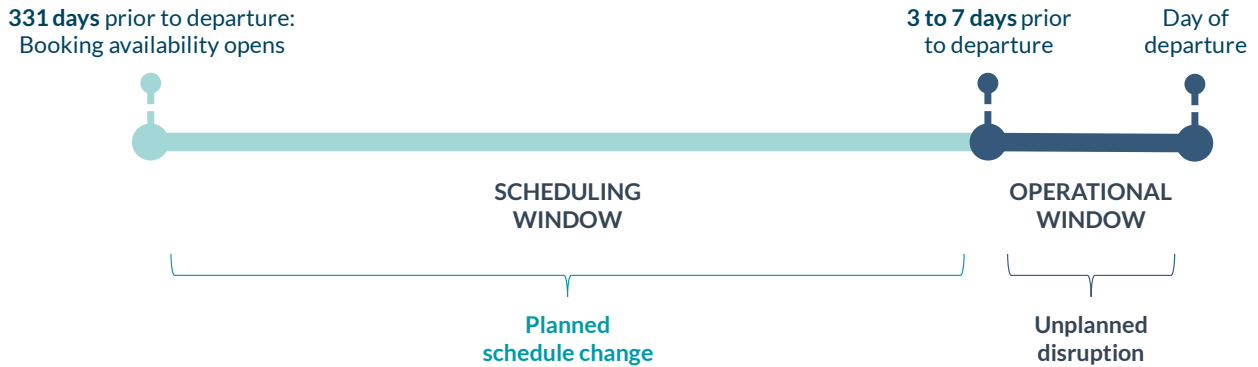 331 days prior to departure:
Booking availability opens
3 to 7 days prior
to departure
Day of
departure
SCHEDULING
WINDOW
OPERATIONAL
WINDOW
Planned
schedule change
Unplanned
disruption